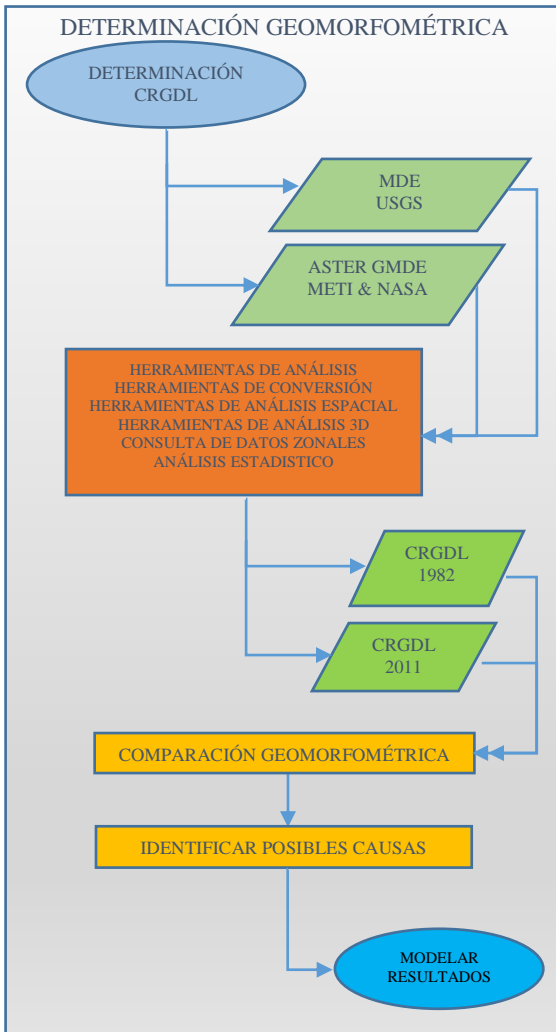 DETERMINACIÓN GEOMORFOMÉTRICA
DETERMINACIÓN
CRGDL
MDE
USGS
ASTER GMDE
METI & NASA
HERRAMIENTAS DE ANÁLISIS
HERRAMIENTAS DE CONVERSIÓN
HERRAMIENTAS DE ANÁLISIS ESPACIAL
HERRAMIENTAS DE ANÁLISIS 3D
CONSULTA DE DATOS ZONALES
ANÁLISIS ESTADISTICO
CRGDL
1982
CRGDL
2011
COMPARACIÓN GEOMORFOMÉTRICA
IDENTIFICAR POSIBLES CAUSAS
MODELAR
RESULTADOS